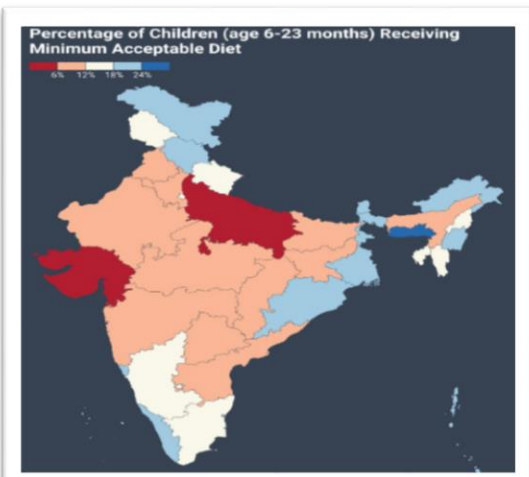 Percentage of Children (age 6-23 months) Receiving
Minimum Acceptable Diet
6% 12% 18% 24%